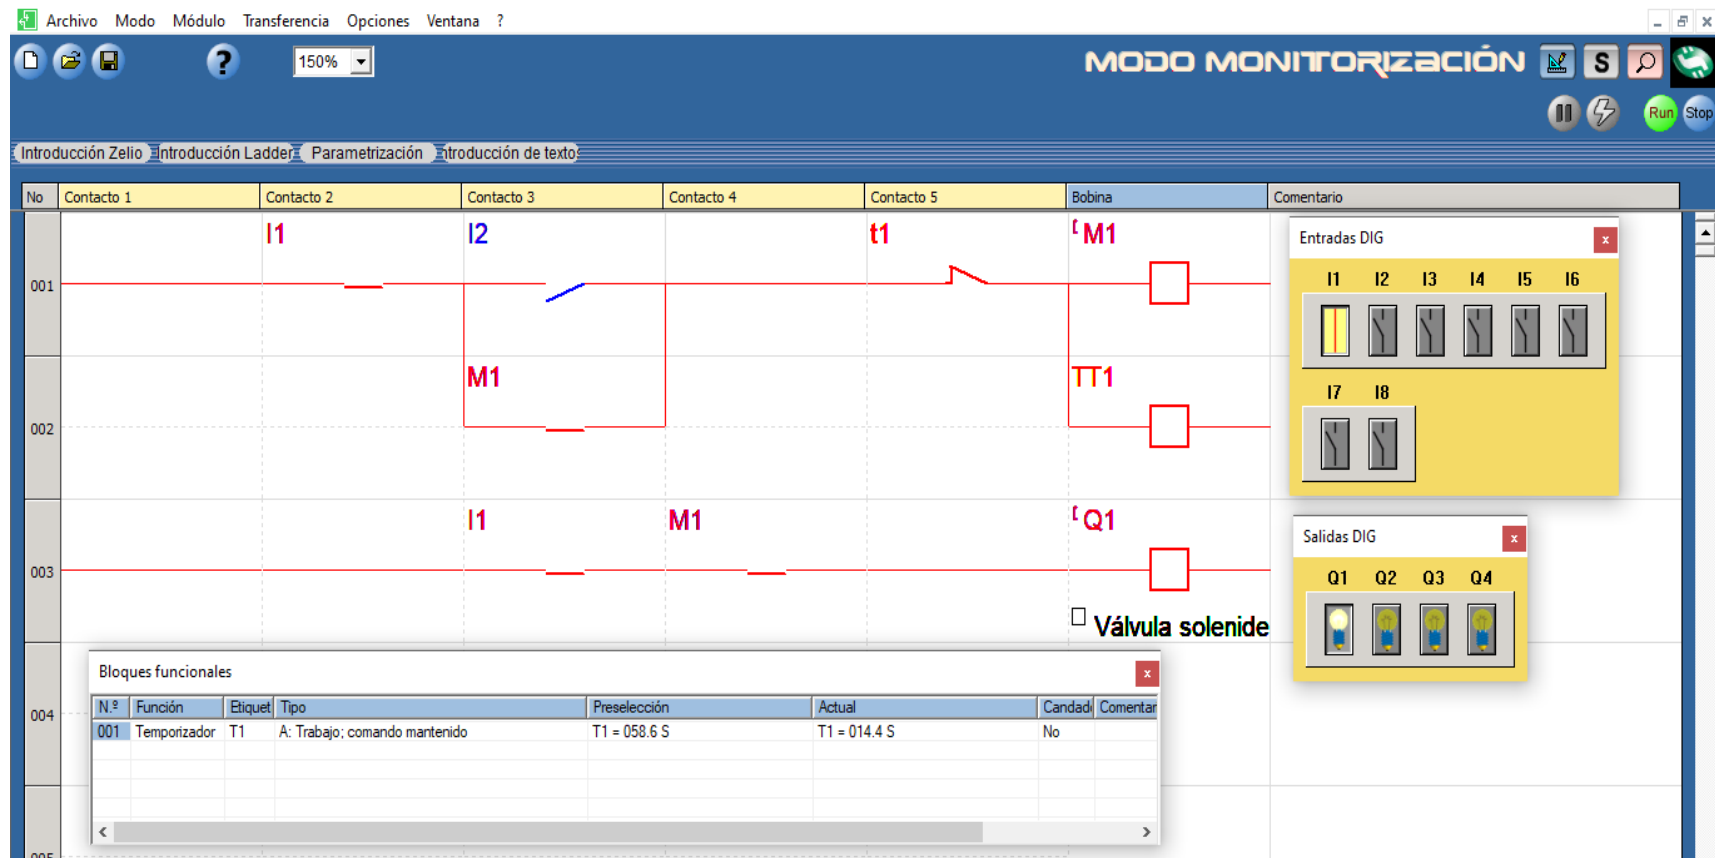 Archivo Modo Módulo Transferencia Opciones Ventana ?
? 150% MODO MONITORIZACIÓN S
Run Stop
Introducción Zelio Introducción Ladder Parametrización ntroducción de textos
No Contacto 1 Contacto 2 Contacto 3 Contacto 4 Contacto 5 Bobina Comentario
I1 I2 t1 [ M1
001
M1 TT1
002
I1 M1 [ Q1
003
Válvula solenide
004
005
Entradas DIG x
I1 I2 I3 I4 I5 I6
I7 I8
Salidas DIG x
Q1 Q2 Q3 Q4
Bloques funcionales x
N.º Función Etiquet Tipo Preselección Actual Candad Comentar
001 Temporizador T1 A: Trabajo; comando mantenido T1 = 058.6 S T1 = 014.4 S No